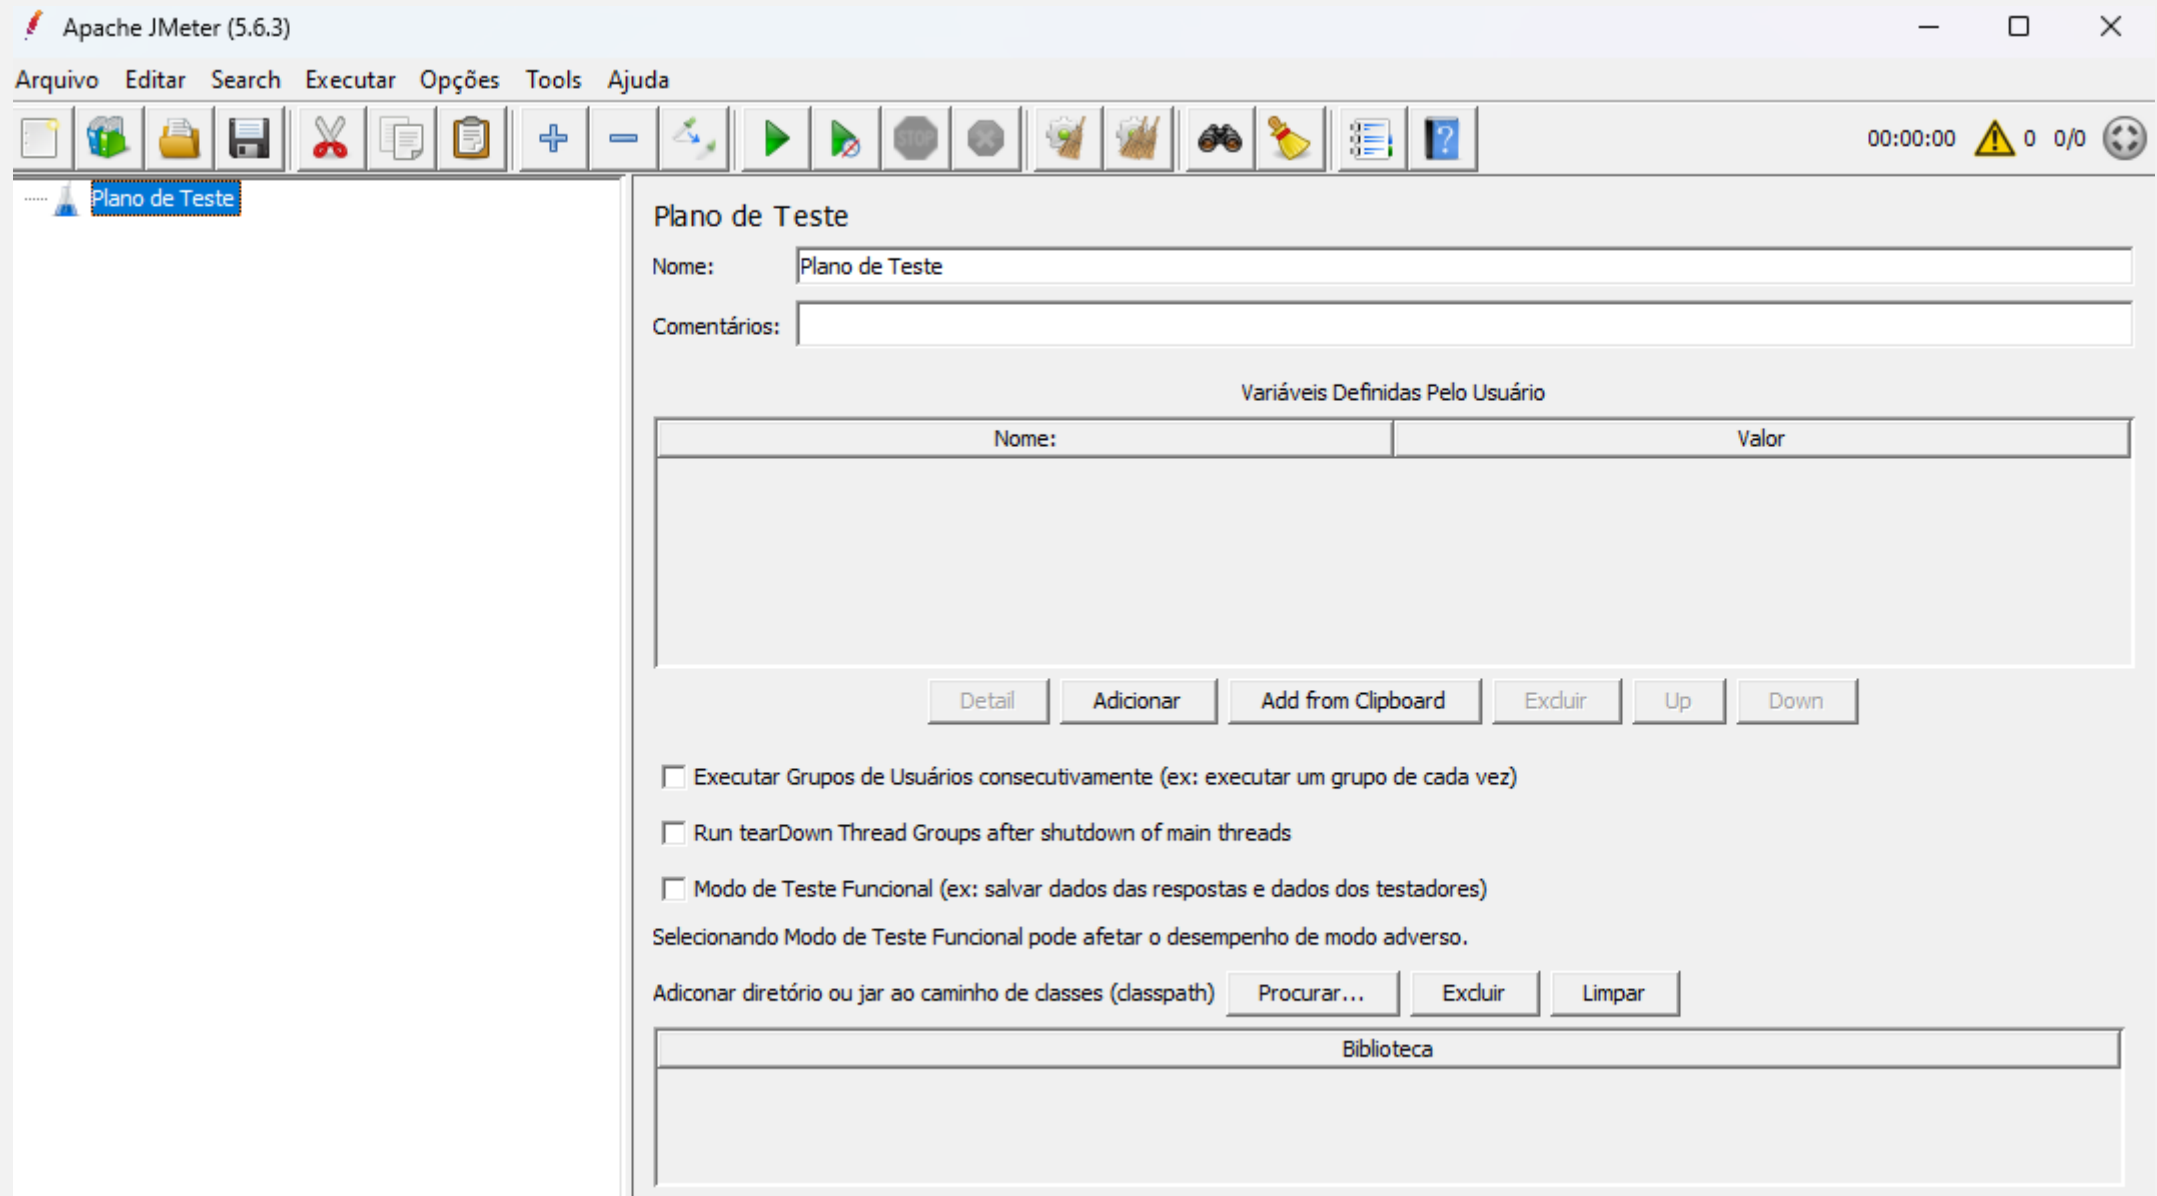 Apache JMeter (5.6.3)
Arquivo Editar Search Executar Opções Tools Ajuda
STOP ? 00:00:00 0 0/0
Plano de Teste
Plano de Teste
Nome: Plano de Teste
Comentários:
Variáveis Definidas Pelo Usuário
Nome: Valor
Detail Adicionar Add from Clipboard Excluir Up Down
Executar Grupos de Usuários consecutivamente (ex: executar um grupo de cada vez)
Run tearDown Thread Groups after shutdown of main threads
Modo de Teste Funcional (ex: salvar dados das respostas e dados dos testadores)
Selecionando Modo de Teste Funcional pode afetar o desempenho de modo adverso.
Adiconar diretório ou jar ao caminho de classes (classpath) Procurar... Excluir Limpar
Biblioteca